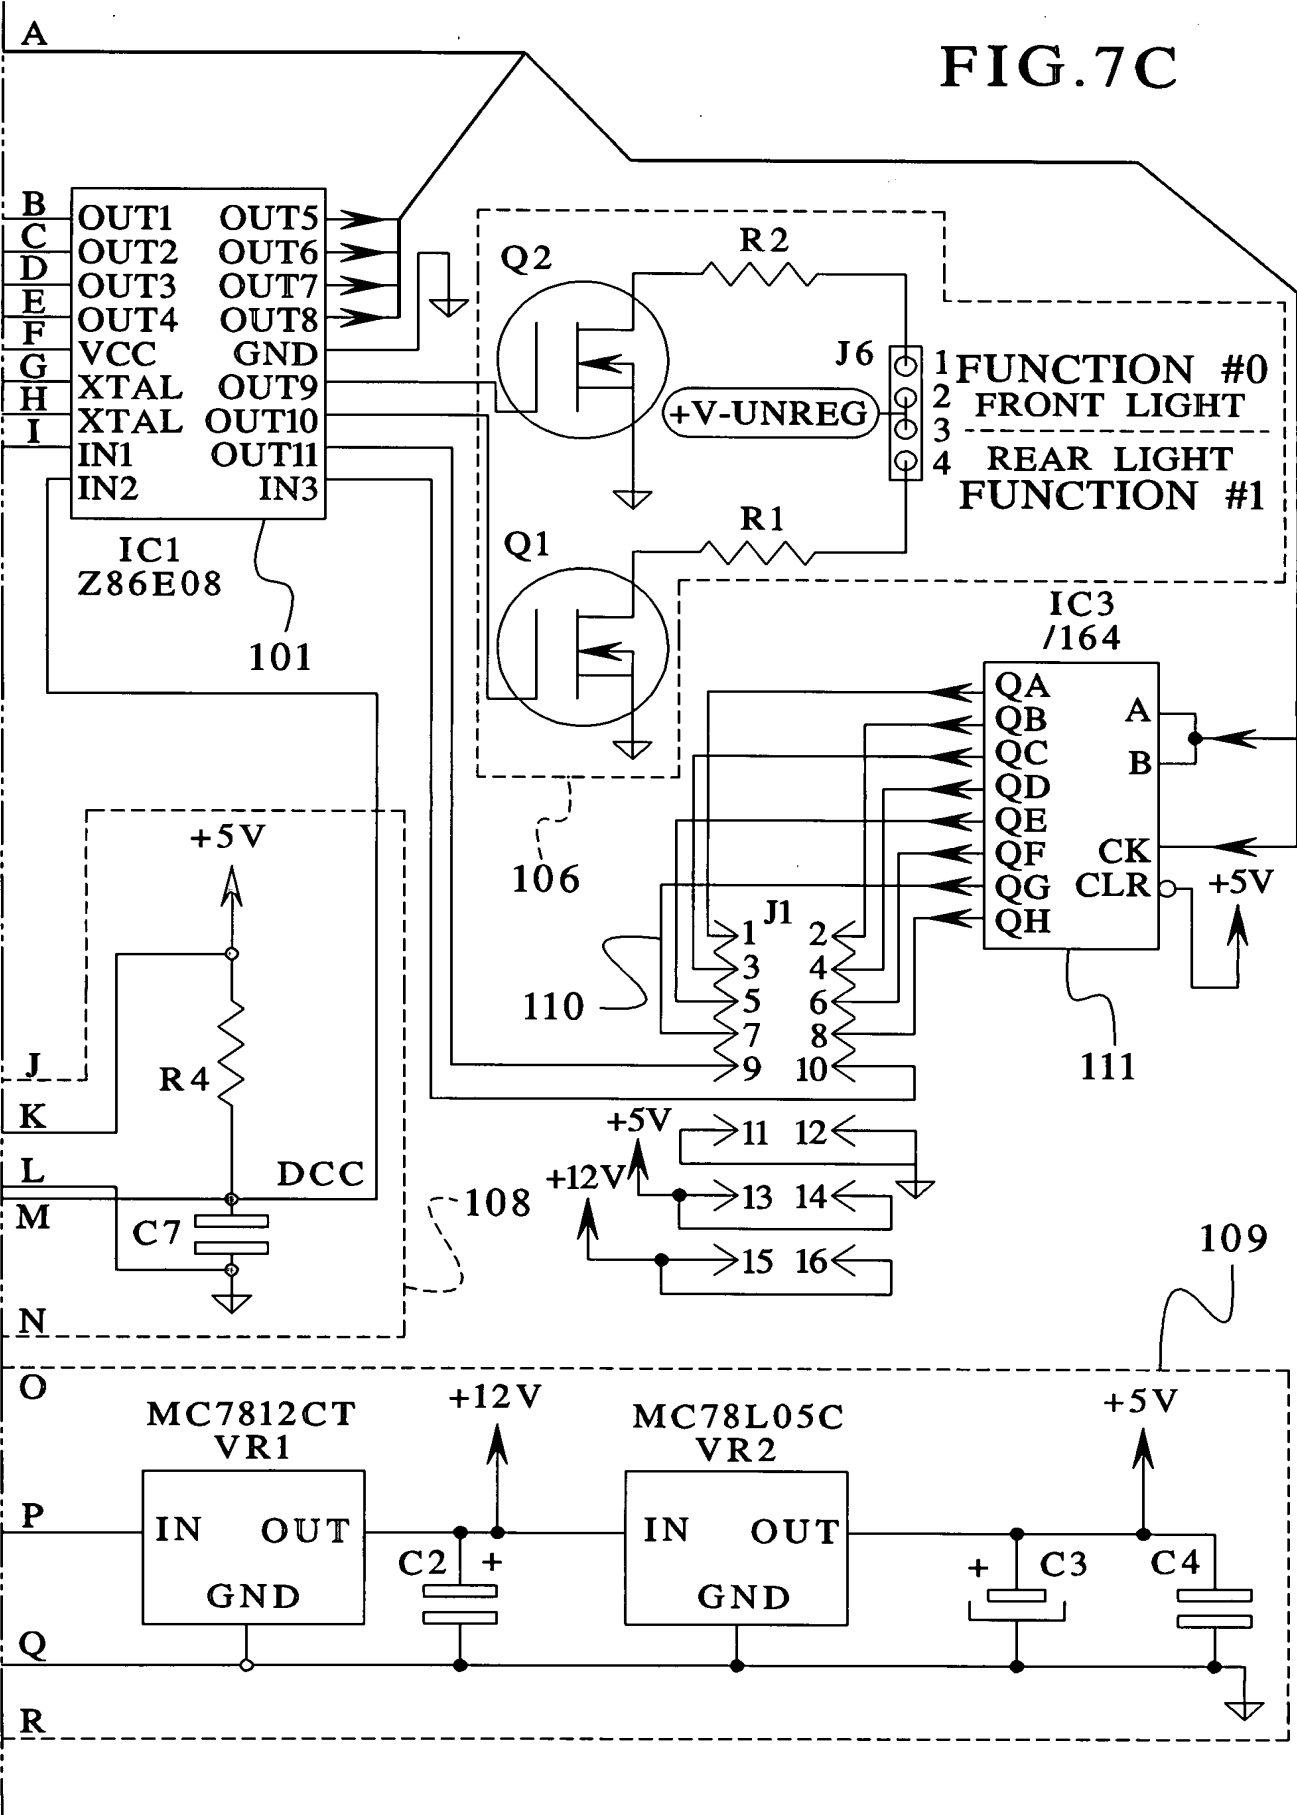 A
FIG.7C
B
C
D
E
F
G
H
I
OUT1 OUT5
OUT2 OUT6
OUT3 OUT7
OUT4 OUT8
VCC GND
XTAL OUT9
XTAL OUT10
IN1 OUT11
IN2 IN3
IC1
Z86E08
101
Q2
R2
J6
+V-UNREG
1
2
3
4
FUNCTION #0
FRONT LIGHT
REAR LIGHT
FUNCTION #1
Q1
R1
106
IC3
/164
QA
QB
QC
QD
QE
QF
QG
QH
A
B
CK
CLR
+5V
111
J1
1 2
3 4
5 6
7 8
9 10
110
+5V
11 12
+12V
13 14
15 16
+5V
J
R4
K
L
DCC
M
C7
108
N
109
O
MC7812CT
VR1
+12V
MC78L05C
VR2
+5V
P
IN OUT
GND
C2 +
IN OUT
GND
+ C3
C4
Q
R